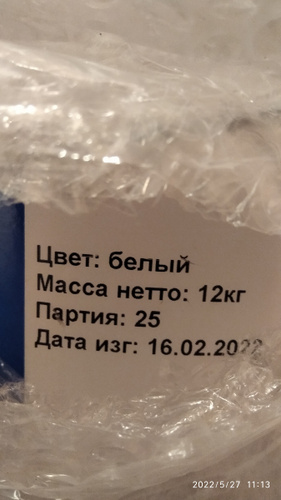 Цвет: белый
Масса нетто: 12кг
Партия: 25
Дата изг: 16.02.2022
2022/5/27 11:13